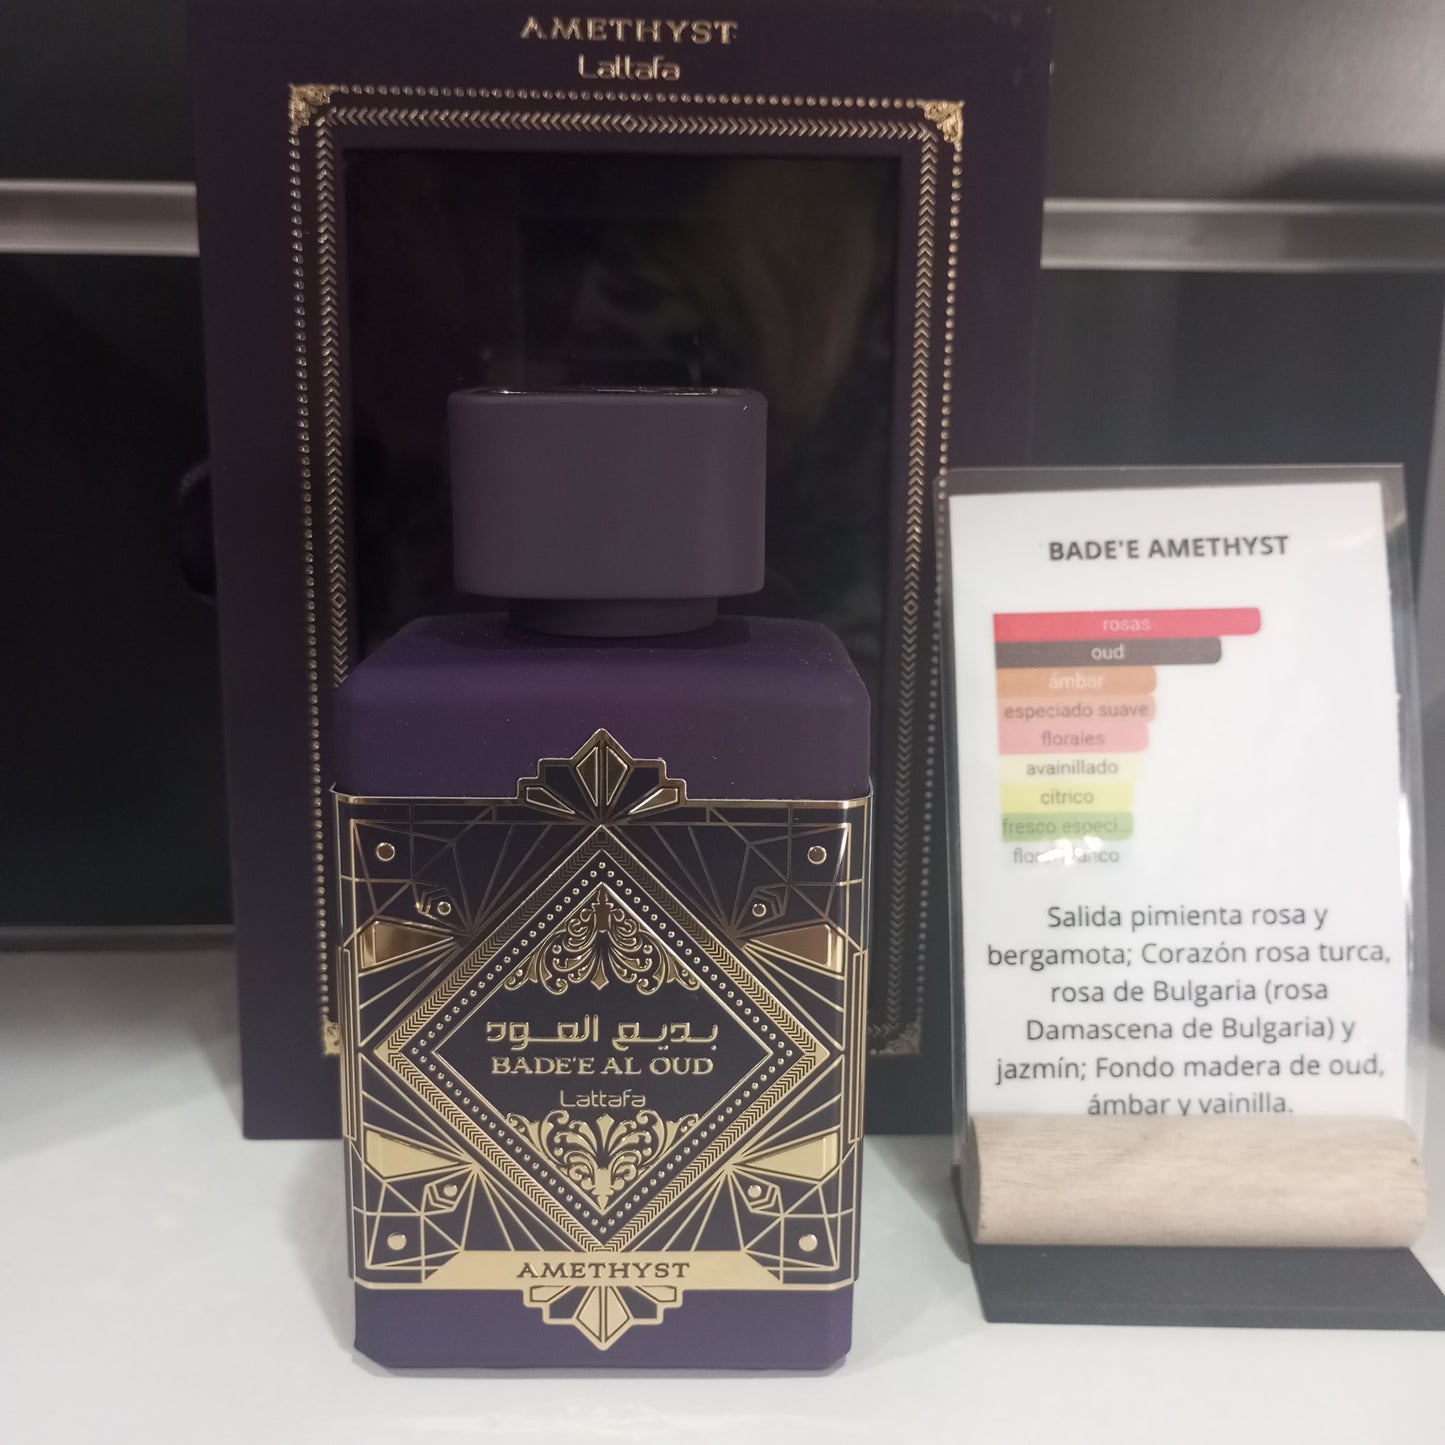 AMETHYST
Lattafa
بديع العود
BADE'E AL OUD
Lattafa
AMETHYST
BADE'E AMETHYST
rosas
oud
ámbar
especiado suave
florales
avainillado
cítrico
fresco especi...
Salida pimienta rosa y
bergamota; Corazón rosa turca,
rosa de Bulgaria (rosa
Damascena de Bulgaria) y
jazmín; Fondo madera de oud,
ámbar y vainilla.